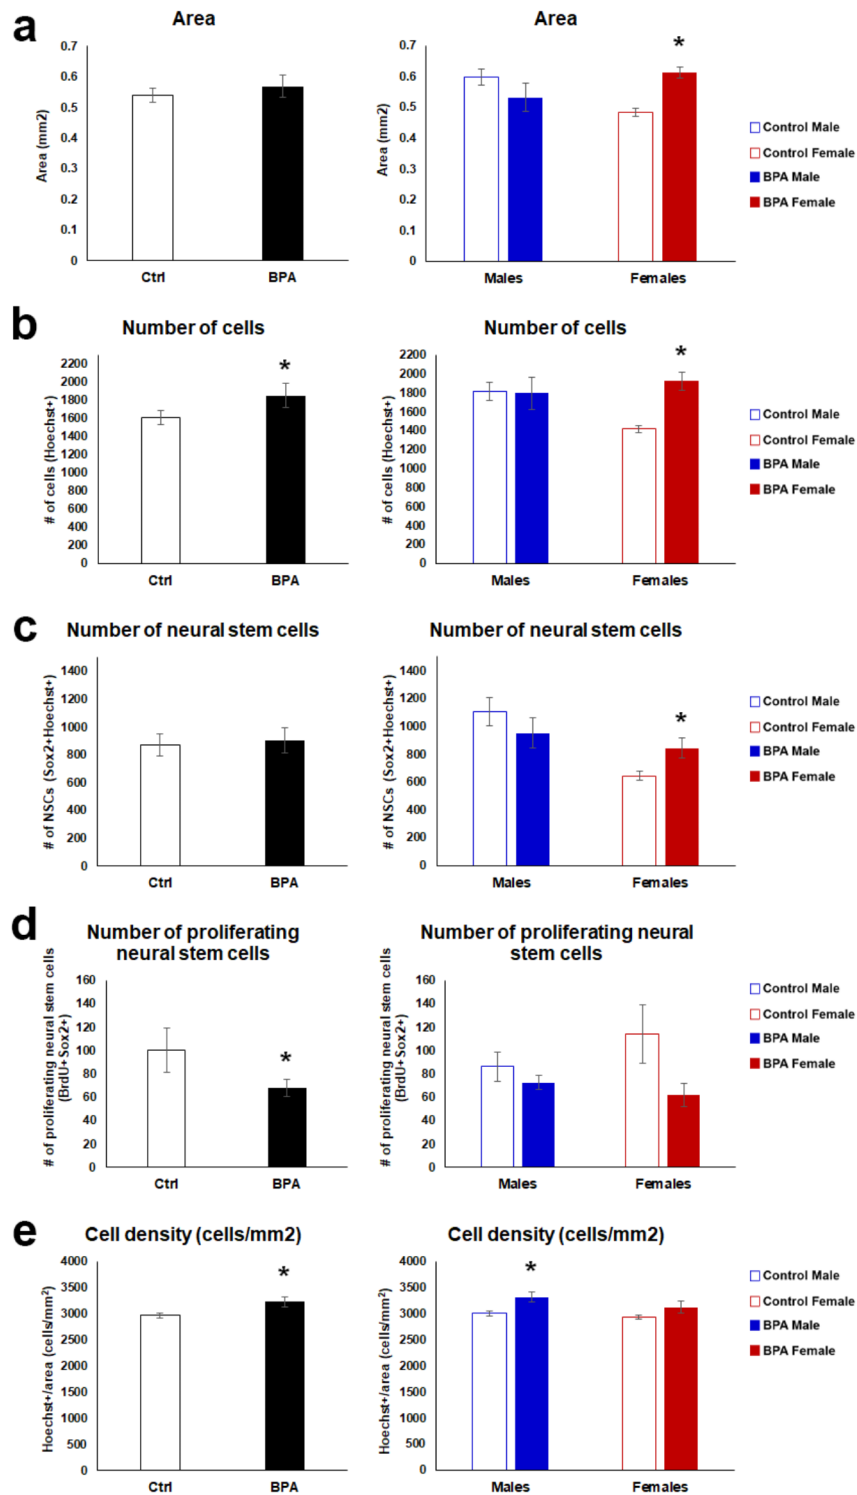 a
Area
Area
0.7
0.6
0.5
0.4
0.3
0.2
0.1
0
Area (mm2)
Ctrl
BPA
0.7
0.6
0.5
0.4
0.3
0.2
0.1
0
Area (mm2)
*
Males
Females
Control Male
Control Female
BPA Male
BPA Female
b
Number of cells
Number of cells
2200
2000
1800
1600
1400
1200
1000
800
600
400
200
0
# of cells (Hoechst+)
*
Ctrl
BPA
2200
2000
1800
1600
1400
1200
1000
800
600
400
200
0
# of cells (Hoechst+)
*
Males
Females
Control Male
Control Female
BPA Male
BPA Female
c
Number of neural stem cells
Number of neural stem cells
1400
1200
1000
800
600
400
200
0
# of NSCs (Sox2+Hoechst+)
Ctrl
BPA
1400
1200
1000
800
600
400
200
0
# of NSCs (Sox2+Hoechst+)
*
Males
Females
Control Male
Control Female
BPA Male
BPA Female
d
Number of proliferating
neural stem cells
Number of proliferating neural
stem cells
160
140
120
100
80
60
40
20
0
# of proliferating neural stem cells
(BrdU+ Sox2+)
*
Ctrl
BPA
160
140
120
100
80
60
40
20
0
# of proliferating neural stem cells
(BrdU+ Sox2+)
Males
Females
Control Male
Control Female
BPA Male
BPA Female
e
Cell density (cells/mm2)
Cell density (cells/mm2)
4000
3500
3000
2500
2000
1500
1000
500
0
Hoechst+/area (cells/mm²)
*
Ctrl
BPA
4000
3500
3000
2500
2000
1500
1000
500
0
Hoechst+/area (cells/mm²)
*
Males
Females
Control Male
Control Female
BPA Male
BPA Female